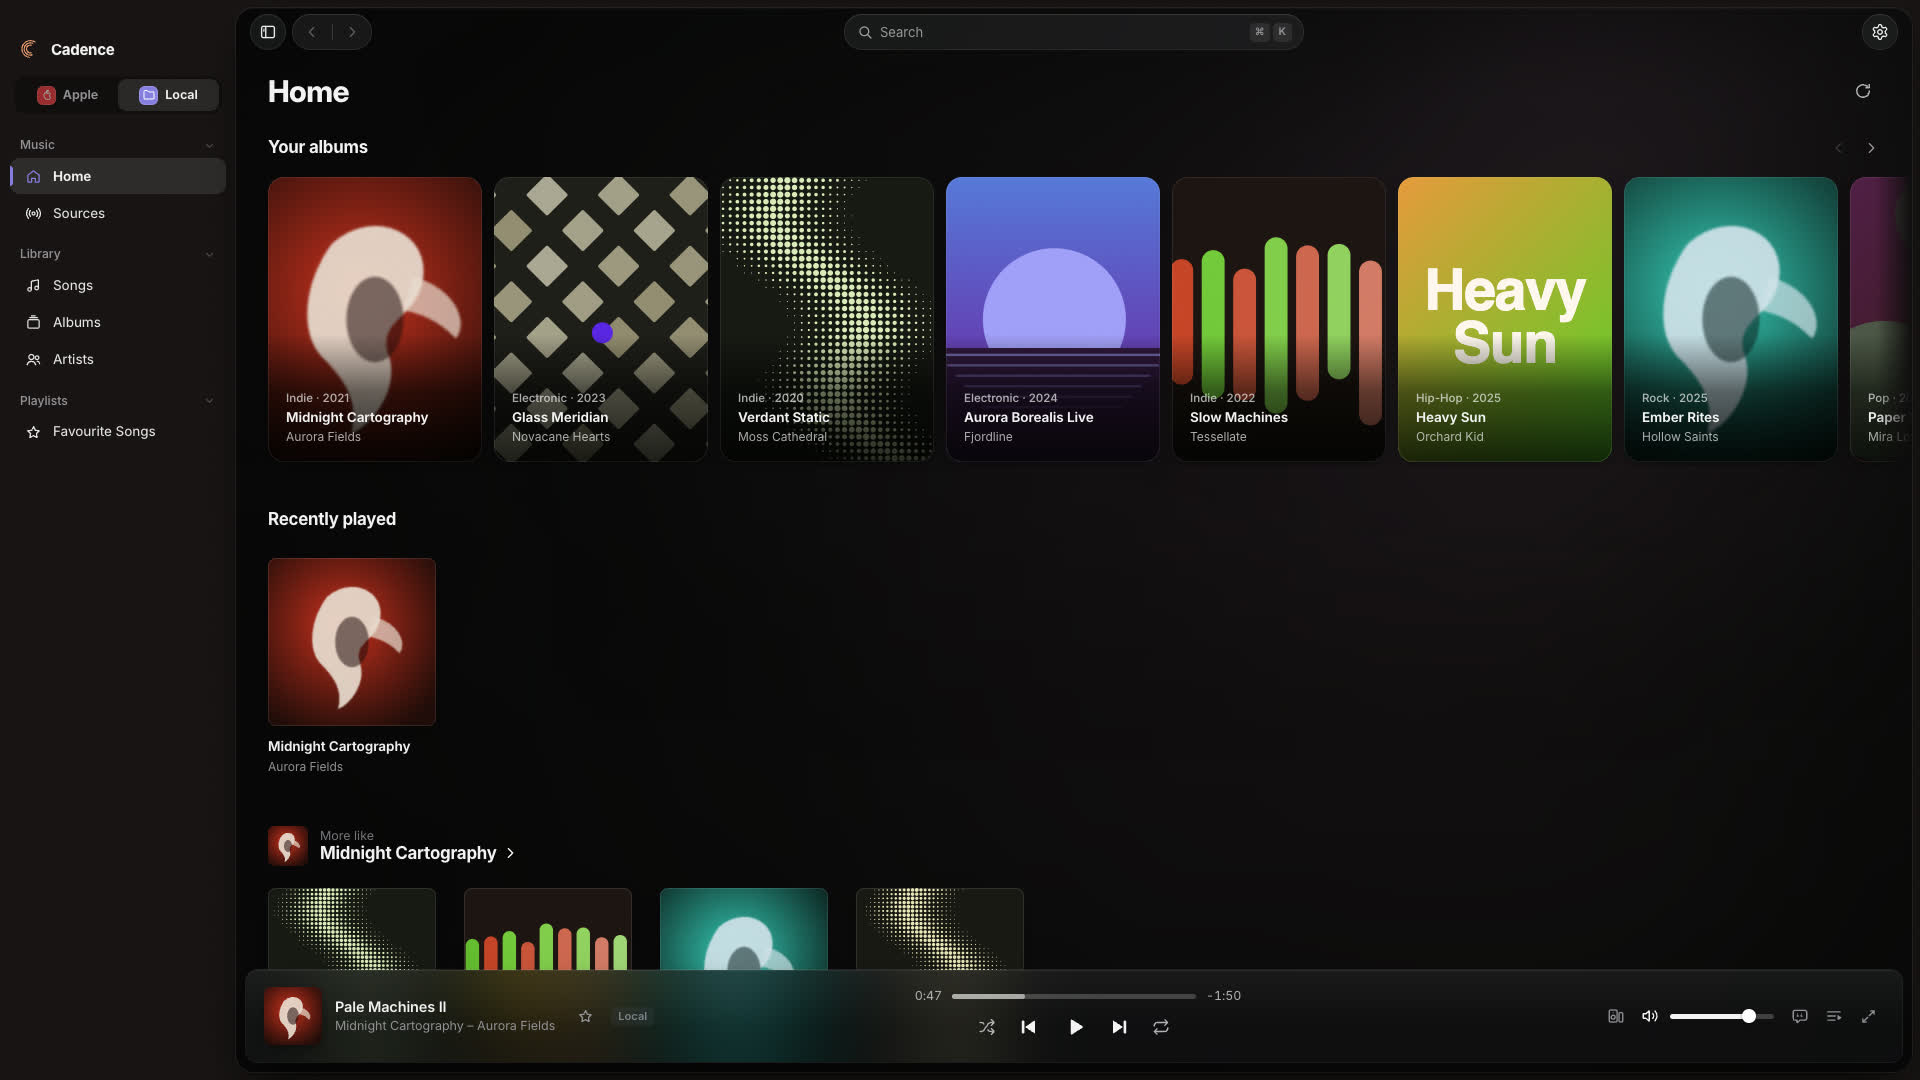 Cadence
Apple
Local
Music
Home
Sources
Library
Songs
Albums
Artists
Playlists
Favourite Songs
Search
⌘ K
Home
Your albums
Indie · 2021
Midnight Cartography
Aurora Fields
Electronic · 2023
Glass Meridian
Novacane Hearts
Indie · 2020
Verdant Static
Moss Cathedral
Electronic · 2024
Aurora Borealis Live
Fjordline
Indie · 2022
Slow Machines
Tessellate
Heavy
Sun
Hip-Hop · 2025
Heavy Sun
Orchard Kid
Rock · 2025
Ember Rites
Hollow Saints
Pop ·
Paper
Mira
Recently played
Midnight Cartography
Aurora Fields
More like
Midnight Cartography
Pale Machines II
Midnight Cartography – Aurora Fields
Local
0:47
-1:50